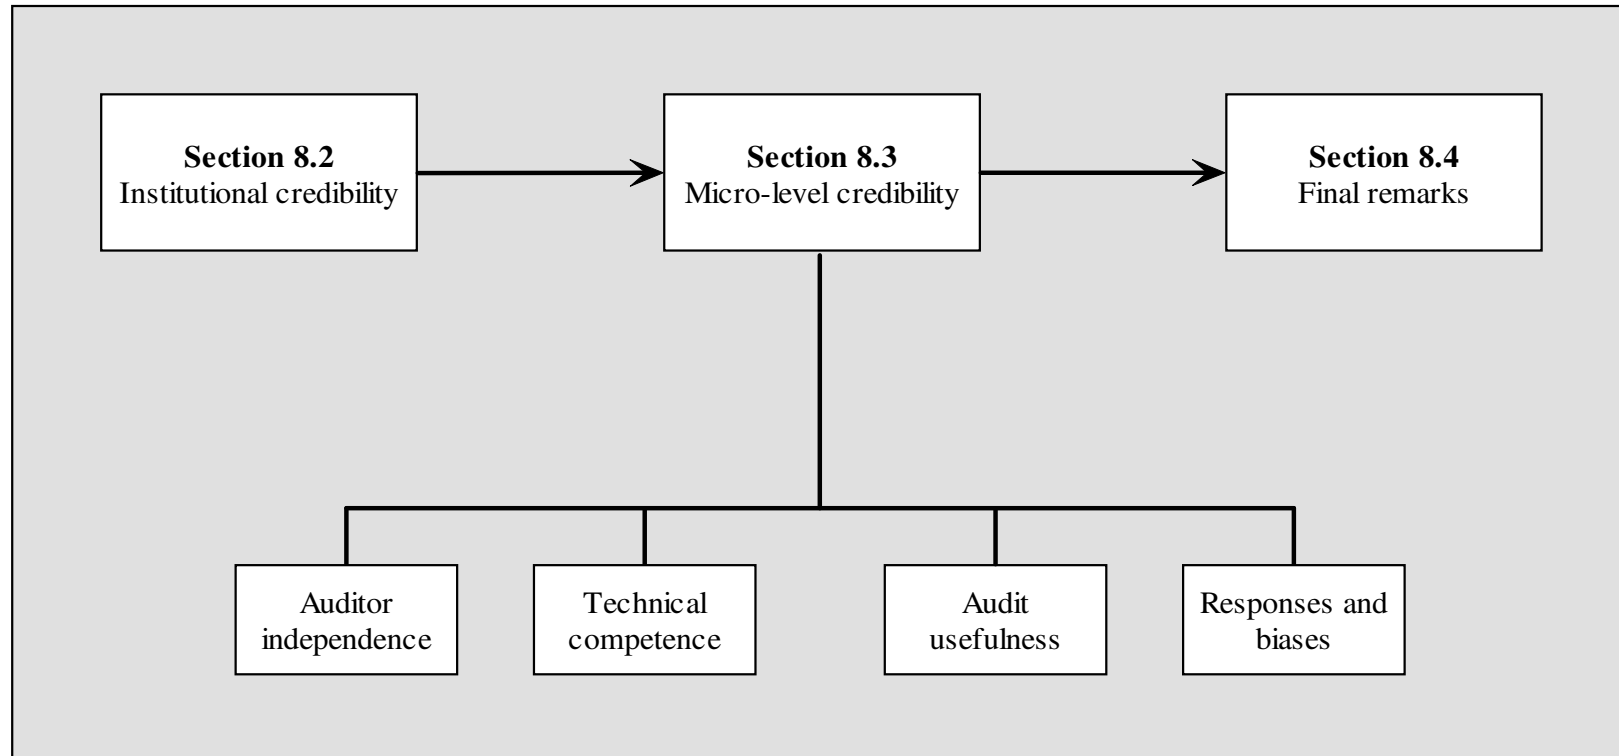 Section 8.2
Institutional credibility
Section 8.3
Micro-level credibility
Section 8.4
Final remarks
Auditor
independence
Technical
competence
Audit
usefulness
Responses and
biases